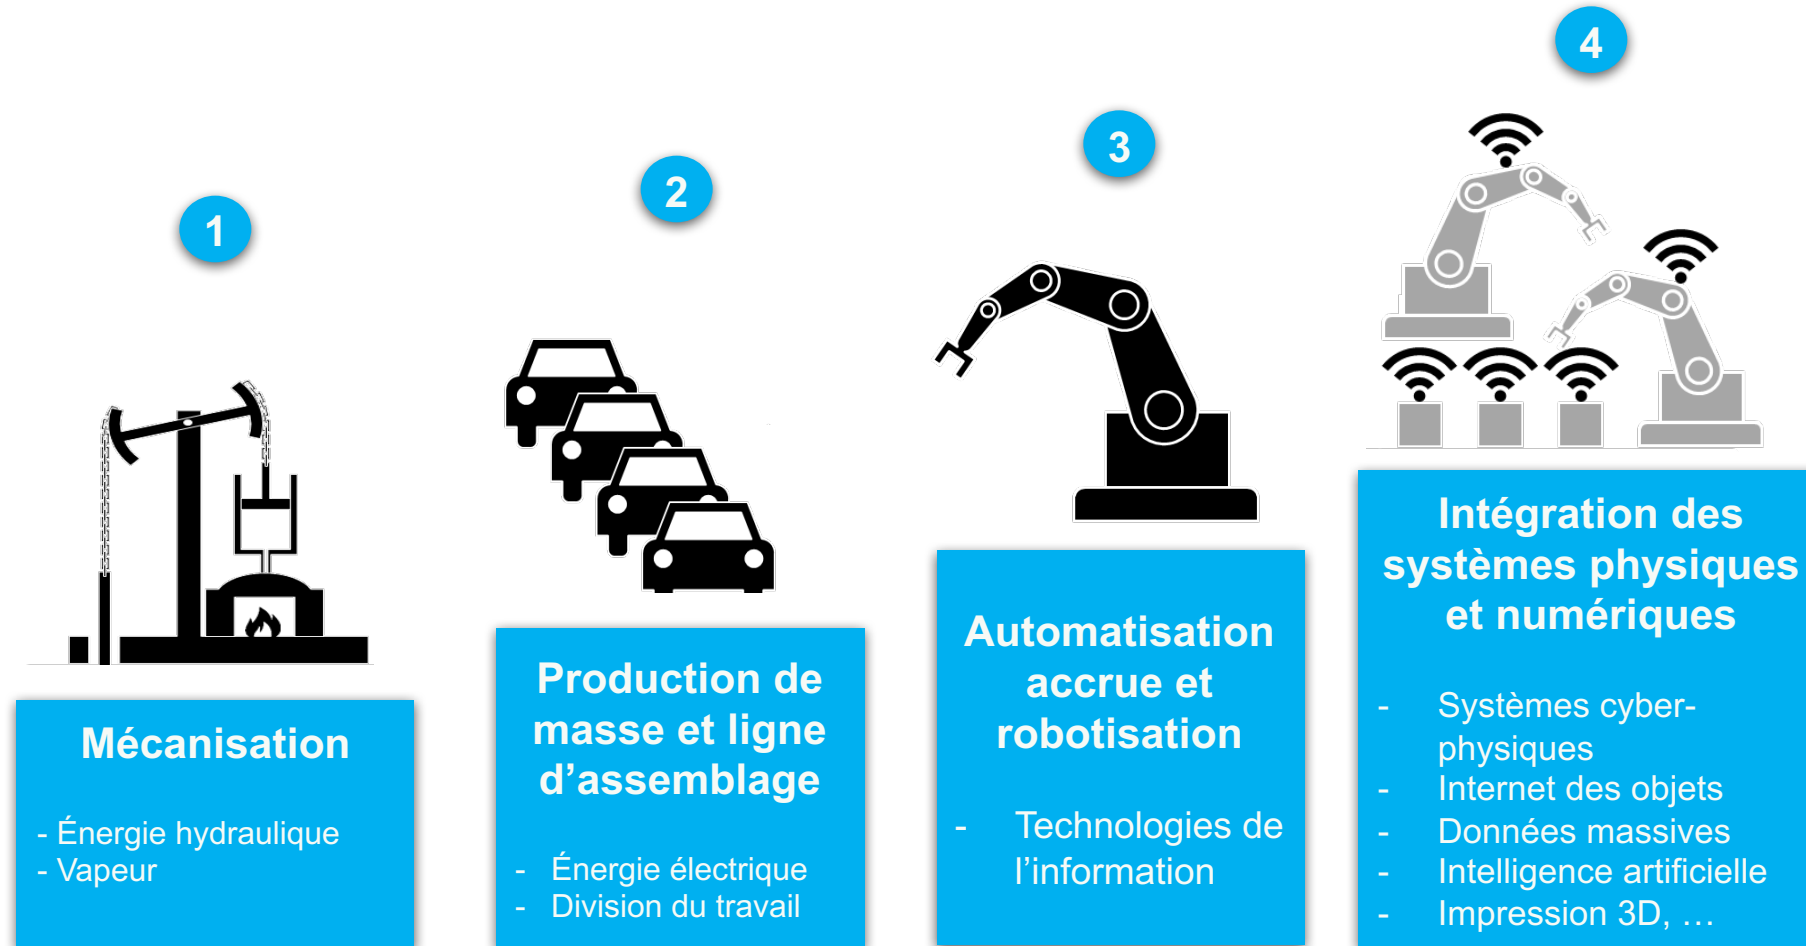 1
Mécanisation
- Énergie hydraulique
- Vapeur
2
Production de
masse et ligne
d’assemblage
- Énergie électrique
- Division du travail
3
Automatisation
accrue et
robotisation
- Technologies de
l’information
4
Intégration des
systèmes physiques
et numériques
- Systèmes cyber-
physiques
- Internet des objets
- Données massives
- Intelligence artificielle
- Impression 3D, …